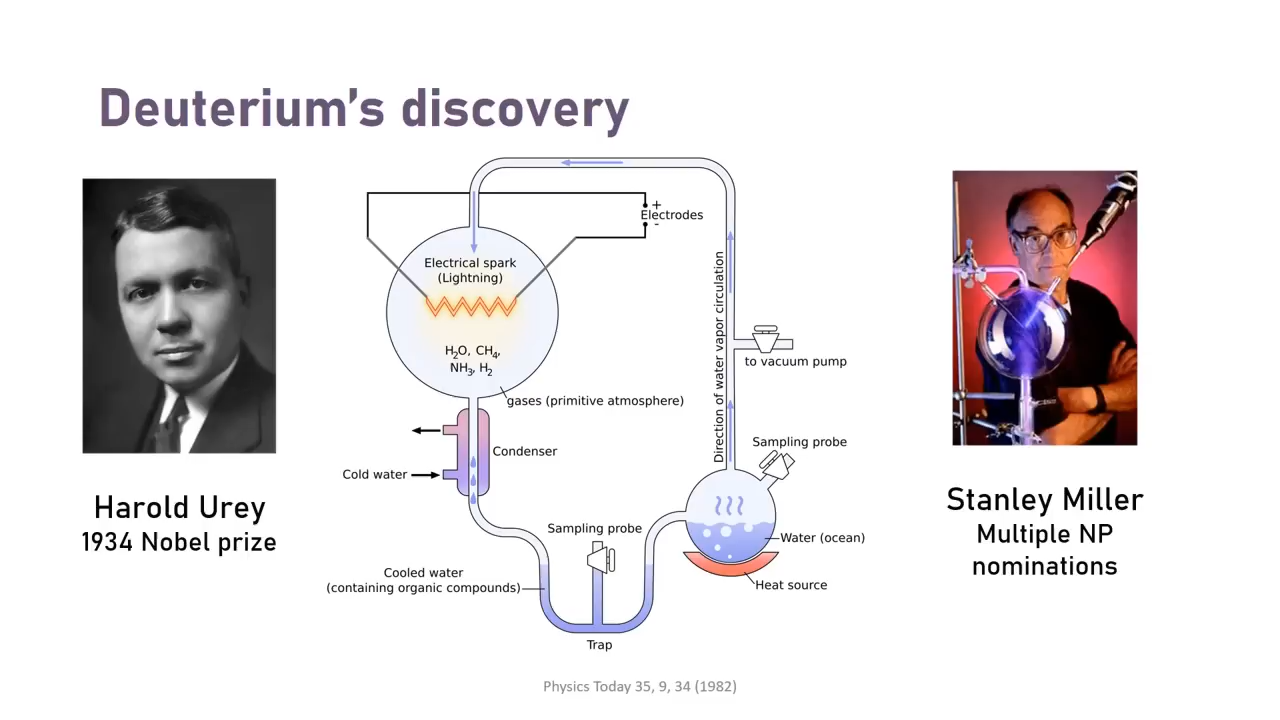 Deuterium's discovery
Harold Urey
1934 Nobel prize
+
Electrodes
-
Electrical spark
(Lightning)
H₂O, CH₄,
NH₃, H₂
gases (primitive atmosphere)
Condenser
Cold water
Direction of water vapor circulation
to vacuum pump
Sampling probe
Water (ocean)
Heat source
Sampling probe
Cooled water
(containing organic compounds)
Trap
Stanley Miller
Multiple NP
nominations
Physics Today 35, 9, 34 (1982)